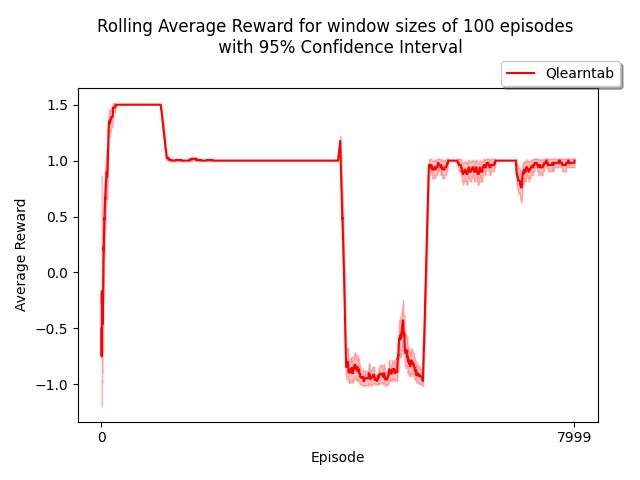 Rolling Average Reward for window sizes of 100 episodes
with 95% Confidence Interval
Qlearntab
1.5
1.0
0.5
0.0
−0.5
−1.0
Average Reward
0
7999
Episode